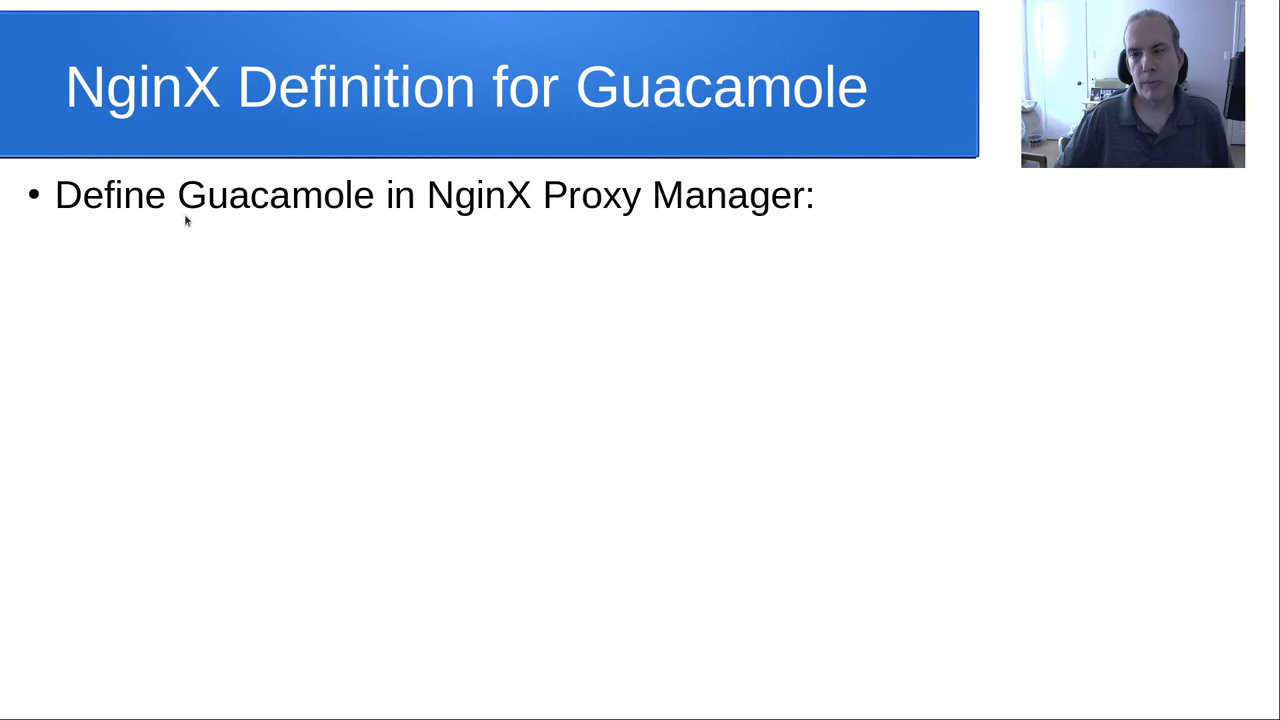 NginX Definition for Guacamole
• Define Guacamole in NginX Proxy Manager: